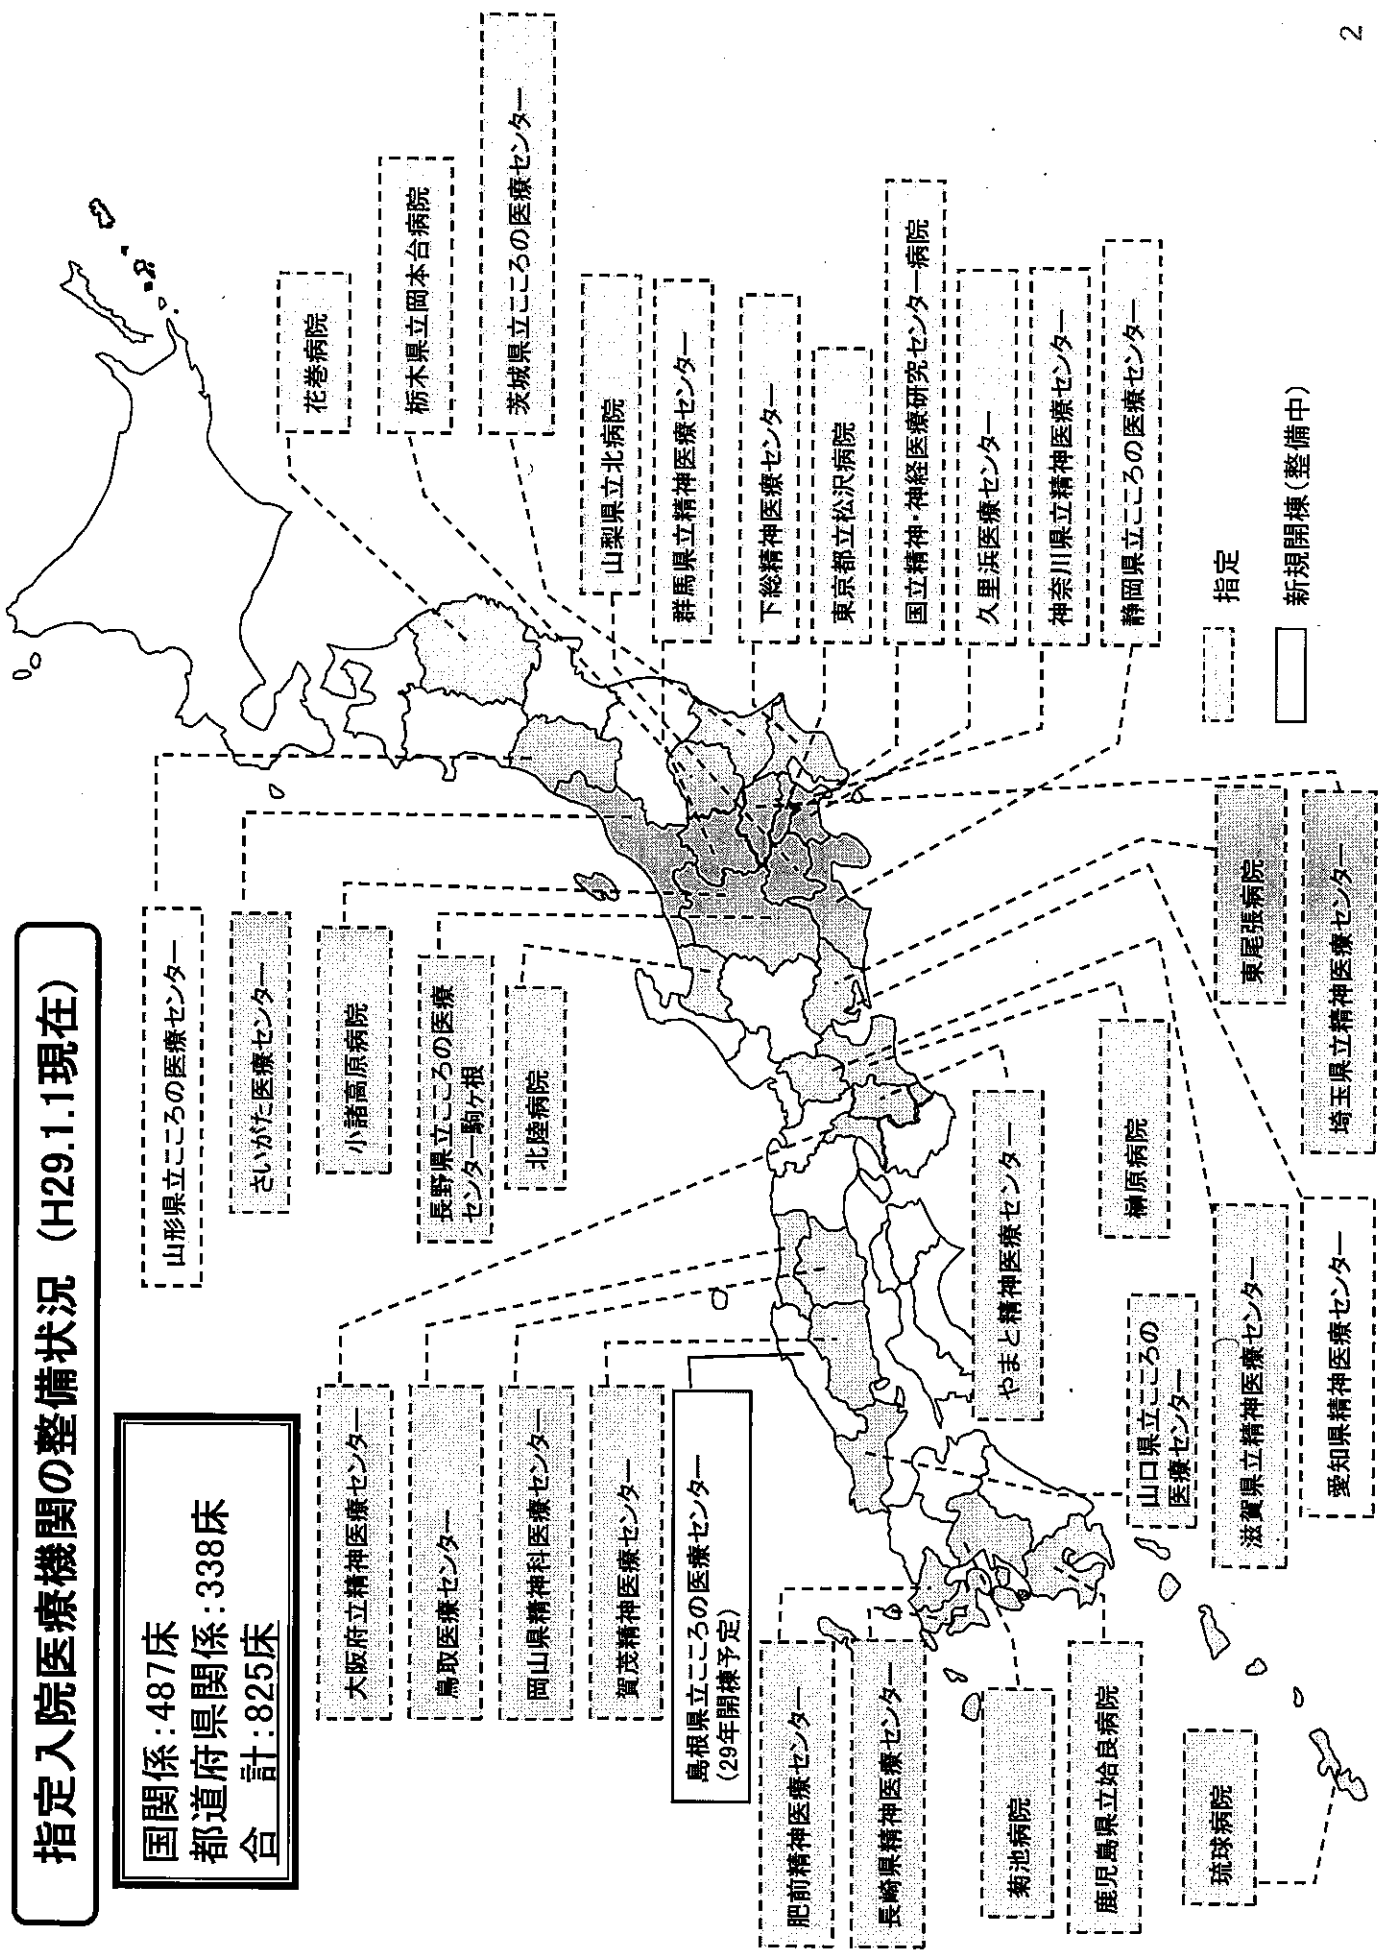 指定入院医療機関の整備状況（H29.1.1現在）
国関係:487床
都道府県関係:338床
合　計:825床
山形県立こころの医療センター
さいがた医療センター
小諸高原病院
長野県立こころの医療
センター駒ヶ根
北陸病院
大阪府立精神医療センター
鳥取医療センター
岡山県精神科医療センター
賀茂精神医療センター
島根県立こころの医療センター
(29年開棟予定)
肥前精神医療センター
長崎県精神医療センター
菊池病院
鹿児島県立姶良病院
琉球病院
花巻病院
栃木県立岡本台病院
茨城県立こころの医療センター
山梨県立北病院
群馬県立精神医療センター
下総精神医療センター
東京都立松沢病院
国立精神・神経医療研究センター病院
久里浜医療センター
神奈川県立精神医療センター
静岡県立こころの医療センター
東尾張病院
埼玉県立精神医療センター
やまと精神医療センター
榊原病院
山口県立こころの
医療センター
滋賀県立精神医療センター
愛知県精神医療センター
指定
新規開棟(整備中)
2